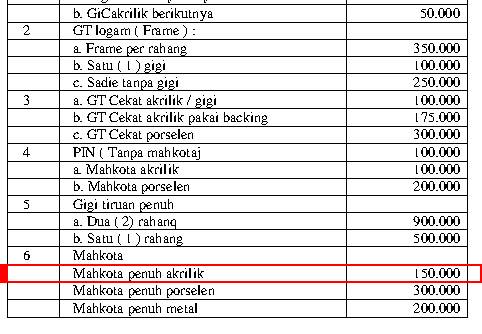 b. GiCakrilik berikutnya 50.000
2 GT logam ( Frame ) :
a. Frame per rahang 350.000
b. Satu ( 1 ) gigi 100.000
c. Sadie tanpa gigi 250.000
3 a. GT Cekat akrilik / gigi 100.000
b. GT Cekat akrilik pakai backing 175.000
c. GT Cekat porselen 300.000
4 PIN ( Tanpa mahkotaj 100.000
a. Mahkota akrilik 100.000
b. Mahkota porselen 200.000
5 Gigi tiruan penuh
a. Dua ( 2) rahanq 900.000
b. Satu ( 1 ) rahang 500.000
6 Mahkota
Mahkota penuh akrilik 150.000
Mahkota penuh porselen 300.000
Mahkota penuh metal 200.000